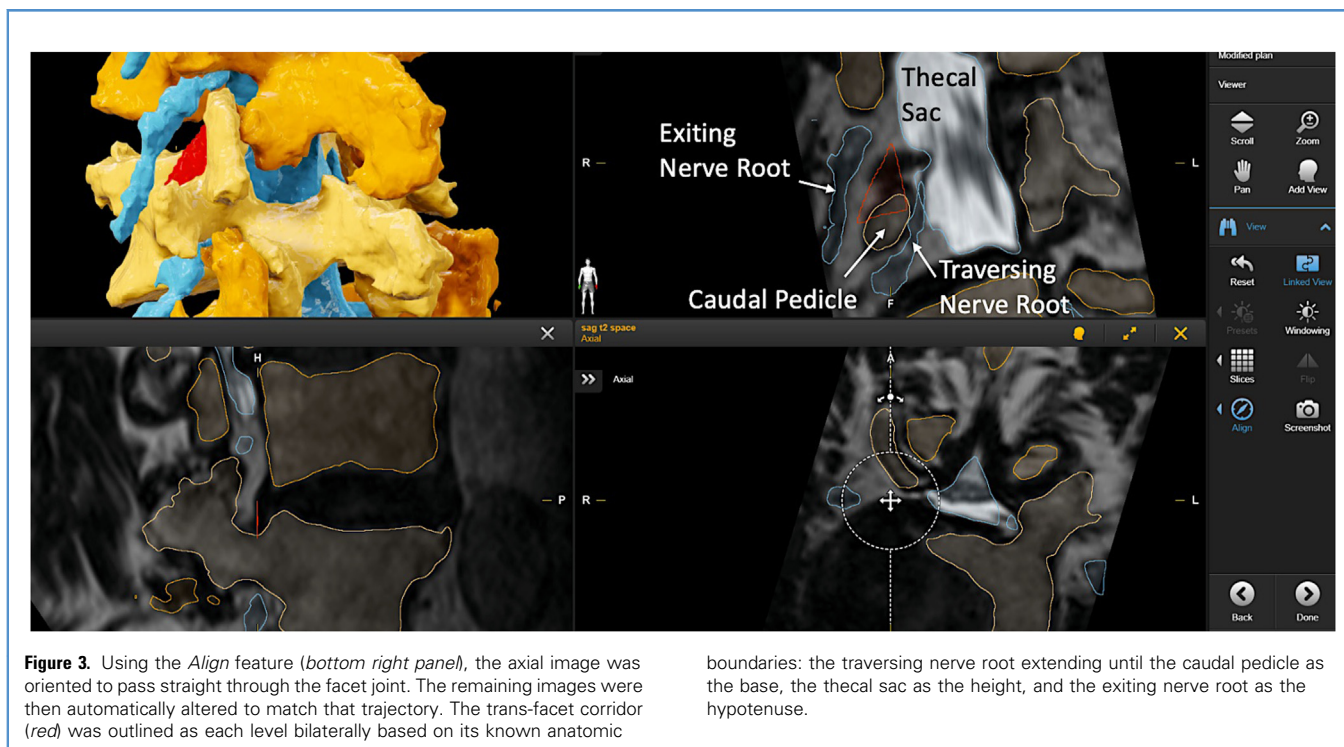 Modified plan
Viewer
Scroll
Zoom
Pan
Add View
View
Reset
Linked View
Presets
Windowing
Slices
Flip
Align
Screenshot
Back
Done
Thecal
Sac
Exiting
Nerve Root
R
L
Caudal Pedicle
Traversing
Nerve Root
F
H
P
sag t2 space
Axial
Axial
A
R
L
Figure 3. Using the Align feature (bottom right panel), the axial image was
oriented to pass straight through the facet joint. The remaining images were
then automatically altered to match that trajectory. The trans-facet corridor
(red) was outlined as each level bilaterally based on its known anatomic
boundaries: the traversing nerve root extending until the caudal pedicle as
the base, the thecal sac as the height, and the exiting nerve root as the
hypotenuse.